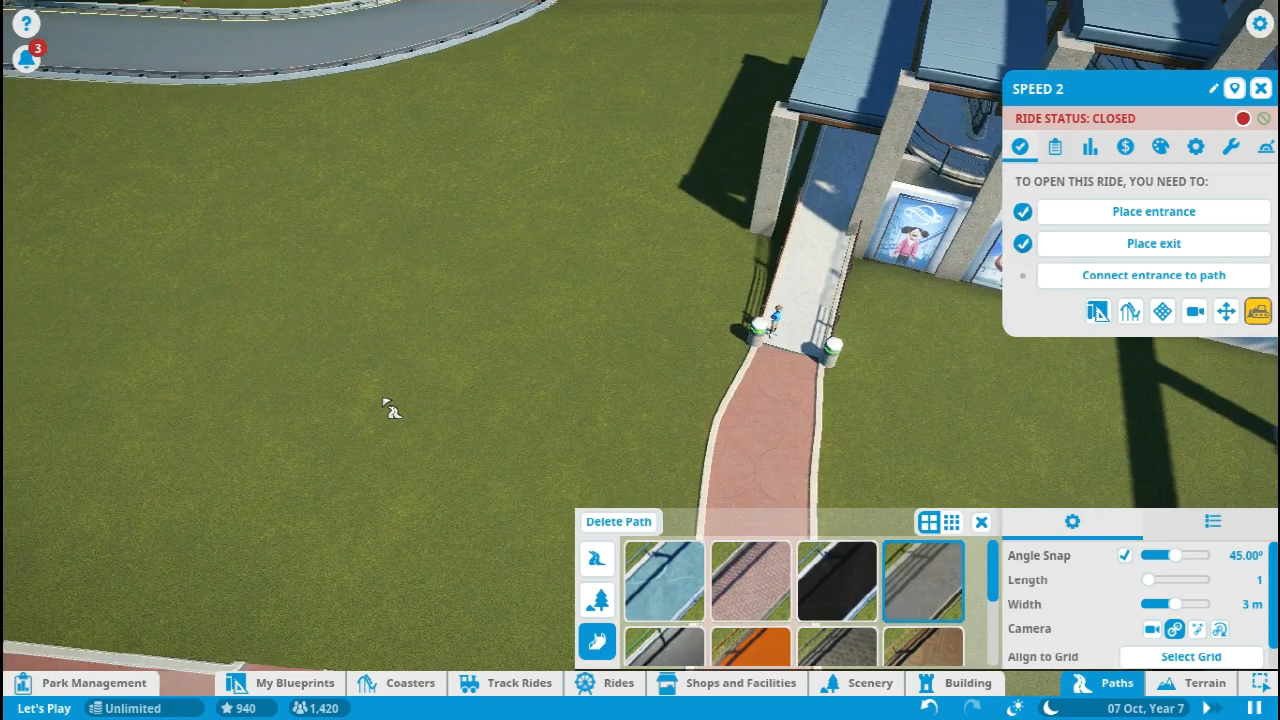 ?
3
SPEED 2
RIDE STATUS: CLOSED
$
TO OPEN THIS RIDE, YOU NEED TO:
Place entrance
Place exit
Connect entrance to path
Delete Path
Angle Snap 45.00°
Length 1
Width 3 m
Camera
Align to Grid Select Grid
Park Management My Blueprints Coasters Track Rides Rides Shops and Facilities Scenery Building Paths Terrain
Let's Play Unlimited 940 1,420 07 Oct, Year 7